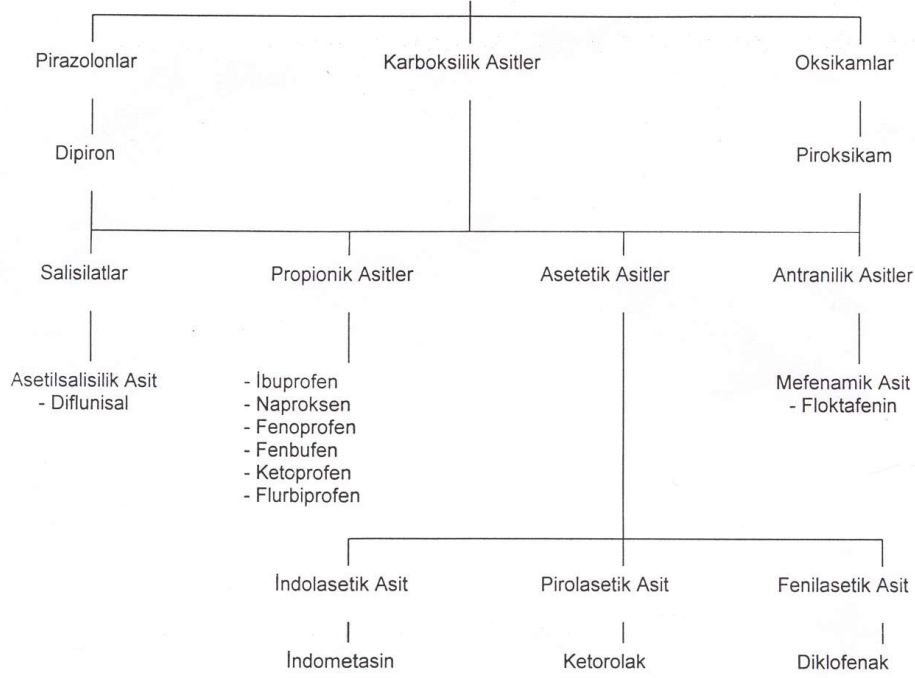 Pirazolonlar
Karboksilik Asitler
Oksikamlar
Dipiron
Piroksikam
Salisilatlar
Propionik Asitler
Asetetik Asitler
Antranilik Asitler
Asetilsalisilik Asit
- Diflunisal
- İbuprofen
- Naproksen
- Fenoprofen
- Fenbufen
- Ketoprofen
- Flurbiprofen
Mefenamik Asit
- Floktafenin
İndolasetik Asit
Pirolasetik Asit
Fenilasetik Asit
İndometasin
Ketorolak
Diklofenak